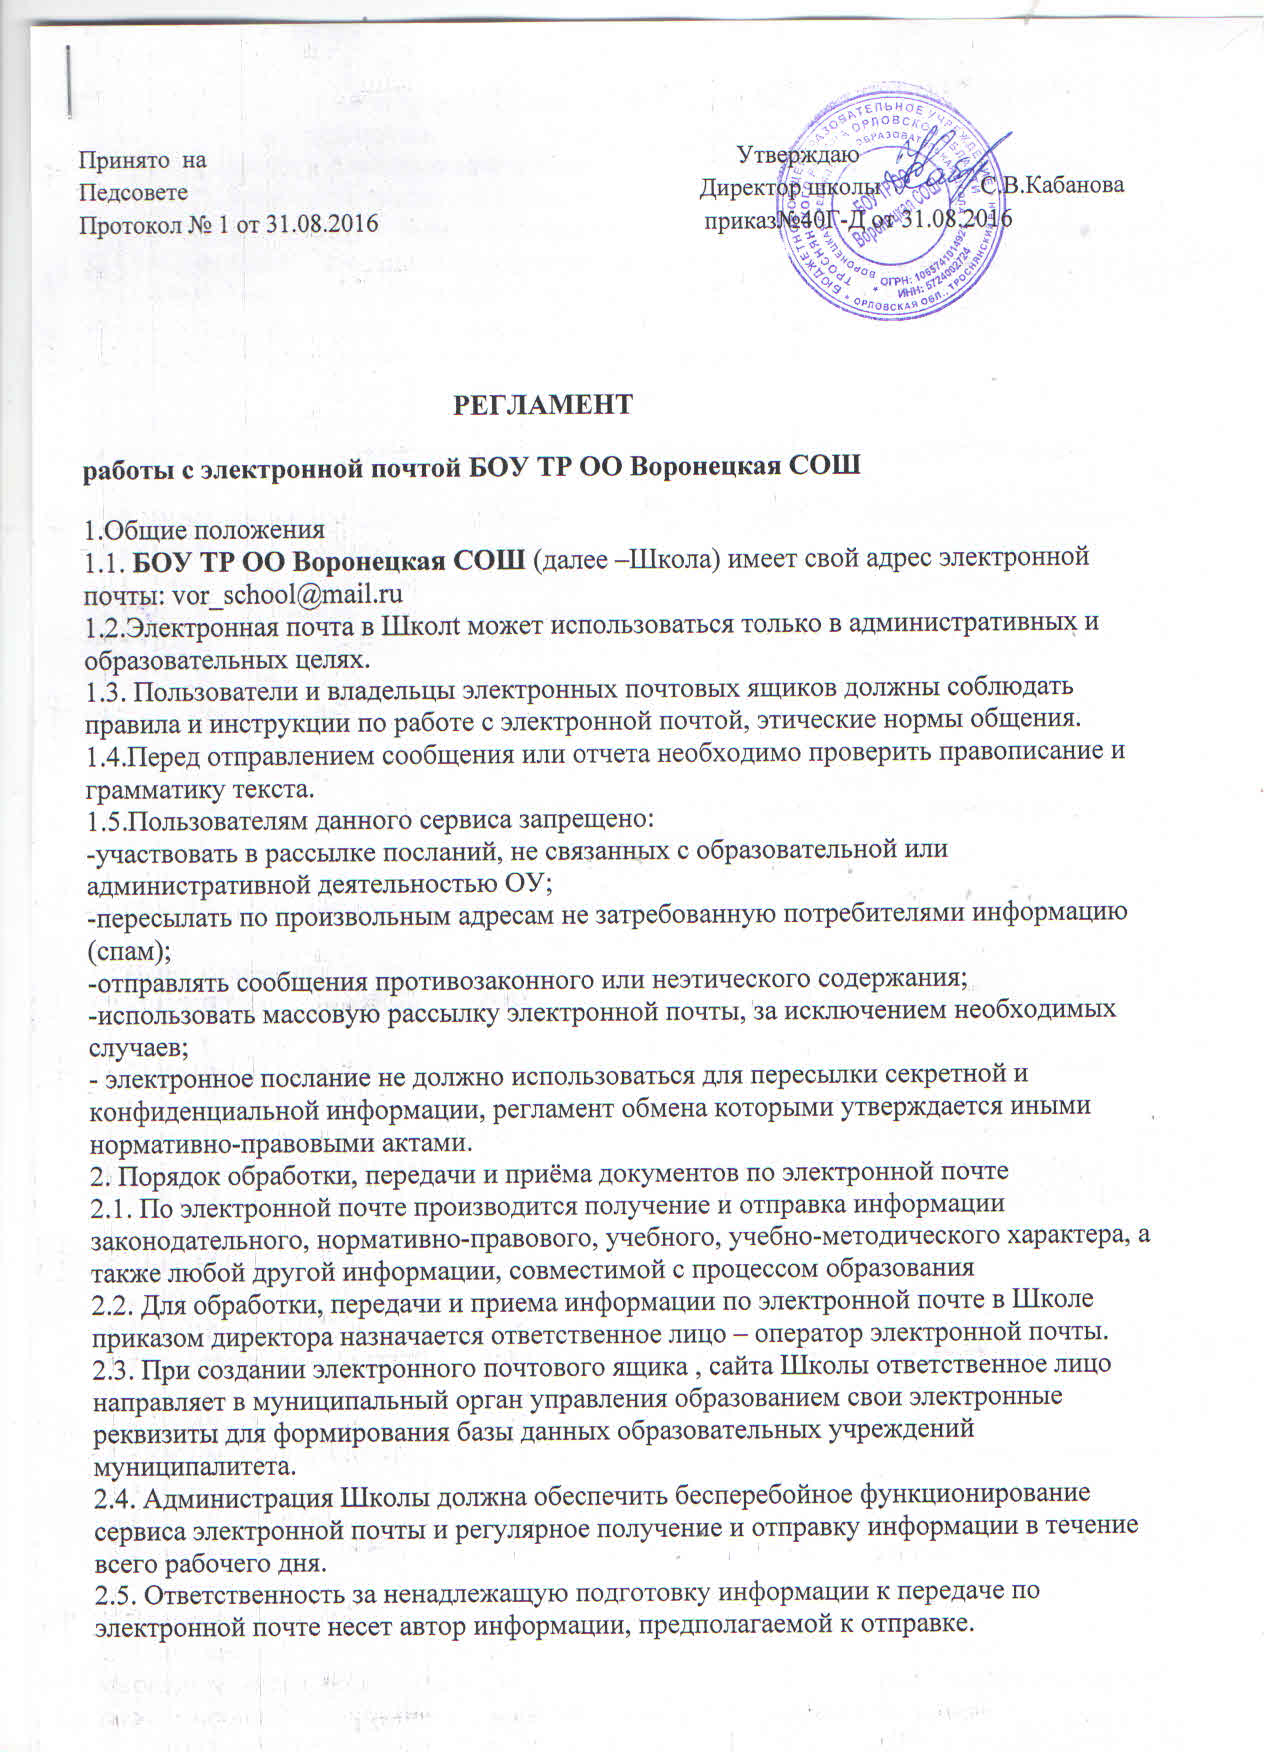 Принято на
Педсовете
Протокол № 1 от 31.08.2016
Утверждаю
Директор школы С.В.Кабанова
приказ№40Г-Д от 31.08.2016
БОУ ТР ОО
Воронецкая СОШ
ОГРН: 1065741014921
ИНН: 5724002724
РЕГЛАМЕНТ
работы с электронной почтой БОУ ТР ОО Воронецкая СОШ
1.Общие положения
1.1. БОУ ТР ОО Воронецкая СОШ (далее –Школа) имеет свой адрес электронной
почты: vor_school@mail.ru
1.2.Электронная почта в Школt может использоваться только в административных и
образовательных целях.
1.3. Пользователи и владельцы электронных почтовых ящиков должны соблюдать
правила и инструкции по работе с электронной почтой, этические нормы общения.
1.4.Перед отправлением сообщения или отчета необходимо проверить правописание и
грамматику текста.
1.5.Пользователям данного сервиса запрещено:
-участвовать в рассылке посланий, не связанных с образовательной или
административной деятельностью ОУ;
-пересылать по произвольным адресам не затребованную потребителями информацию
(спам);
-отправлять сообщения противозаконного или неэтического содержания;
-использовать массовую рассылку электронной почты, за исключением необходимых
случаев;
- электронное послание не должно использоваться для пересылки секретной и
конфиденциальной информации, регламент обмена которыми утверждается иными
нормативно-правовыми актами.
2. Порядок обработки, передачи и приёма документов по электронной почте
2.1. По электронной почте производится получение и отправка информации
законодательного, нормативно-правового, учебного, учебно-методического характера, а
также любой другой информации, совместимой с процессом образования
2.2. Для обработки, передачи и приема информации по электронной почте в Школе
приказом директора назначается ответственное лицо – оператор электронной почты.
2.3. При создании электронного почтового ящика , сайта Школы ответственное лицо
направляет в муниципальный орган управления образованием свои электронные
реквизиты для формирования базы данных образовательных учреждений
муниципалитета.
2.4. Администрация Школы должна обеспечить бесперебойное функционирование
сервиса электронной почты и регулярное получение и отправку информации в течение
всего рабочего дня.
2.5. Ответственность за ненадлежащую подготовку информации к передаче по
электронной почте несет автор информации, предполагаемой к отправке.